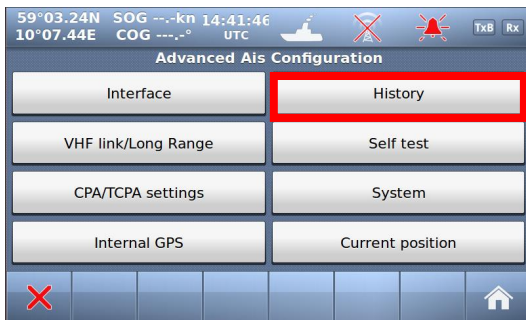 59°03.24N SOG --.-kn 14:41:46
10°07.44E COG ---.-° UTC
TxB Rx
Advanced Ais Configuration
Interface
History
VHF link/Long Range
Self test
CPA/TCPA settings
System
Internal GPS
Current position